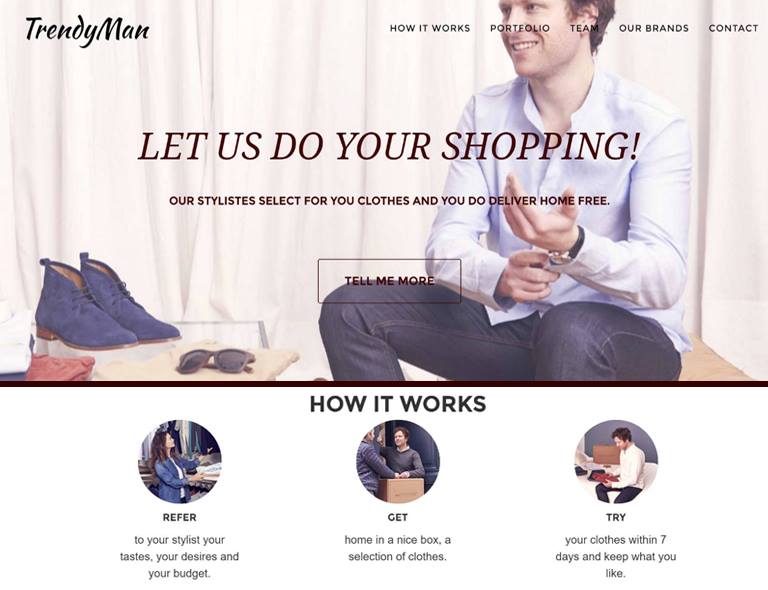 TrendyMan
HOW IT WORKS PORTFOLIO TEAM OUR BRANDS CONTACT
LET US DO YOUR SHOPPING!
OUR STYLISTES SELECT FOR YOU CLOTHES AND YOU DO DELIVER HOME FREE.
TELL ME MORE
HOW IT WORKS
REFER
to your stylist your
tastes, your desires and
your budget.
GET
home in a nice box, a
selection of clothes.
TRY
your clothes within 7
days and keep what you
like.